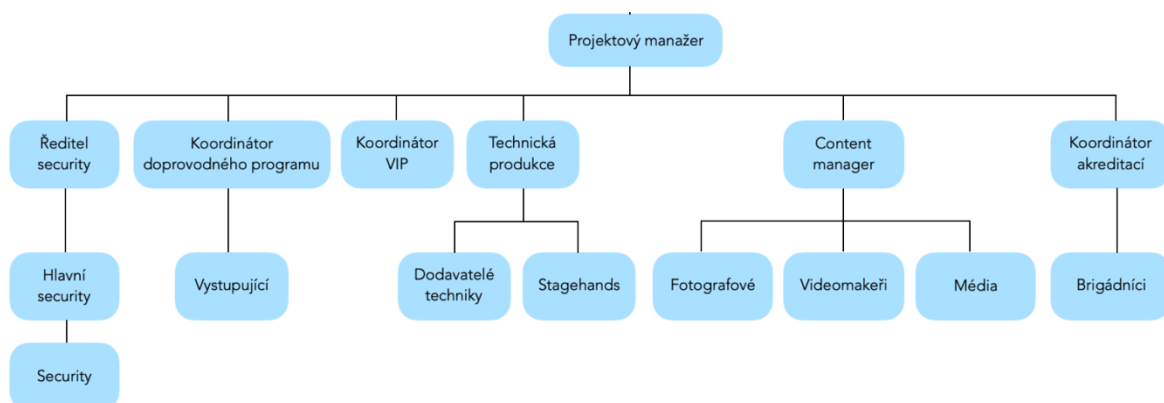 Projektový manažer
Ředitel
security
Koordinátor
doprovodného programu
Koordinátor
VIP
Technická
produkce
Content
manager
Koordinátor
akreditací
Hlavní
security
Vystupující
Dodavatelé
techniky
Stagehands
Fotografové
Videomakeři
Média
Brigádníci
Security